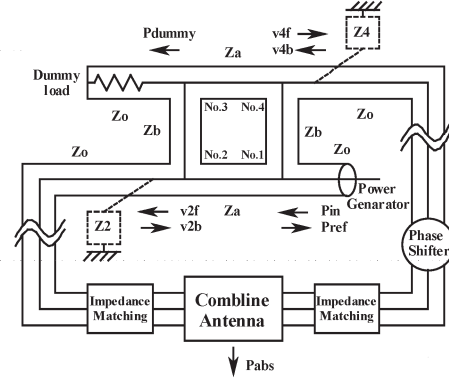 Pdummy
v4f
v4b
Z4
Za
Dummy
load
No.3 No.4
Zo
Zb
Zb
Zo
Zo
Zo
No.2 No.1
Power
Genarator
Z2
v2f
v2b
Za
Pin
Pref
Phase
Shifter
Impedance
Matching
Combline
Antenna
Impedance
Matching
Pabs